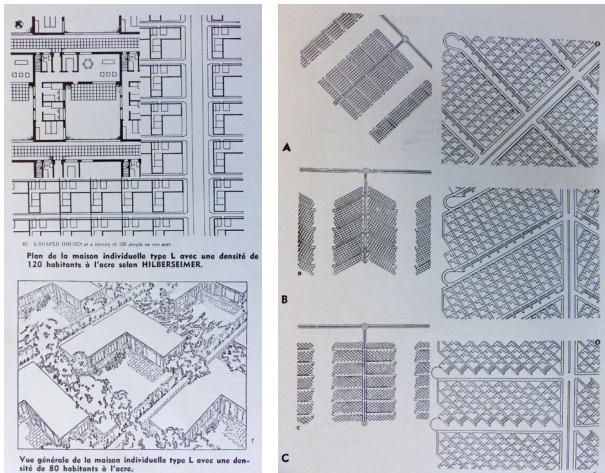 67. L-SHAPED HOUSES at a density of 120 people to one acre
Plan de la maison individuelle type L avec une densité de
120 habitants à l'acre selon HILBERSEIMER.
Vue générale de la maison individuelle type L avec une den-
sité de 80 habitants à l'acre.
A
B
B
C
C